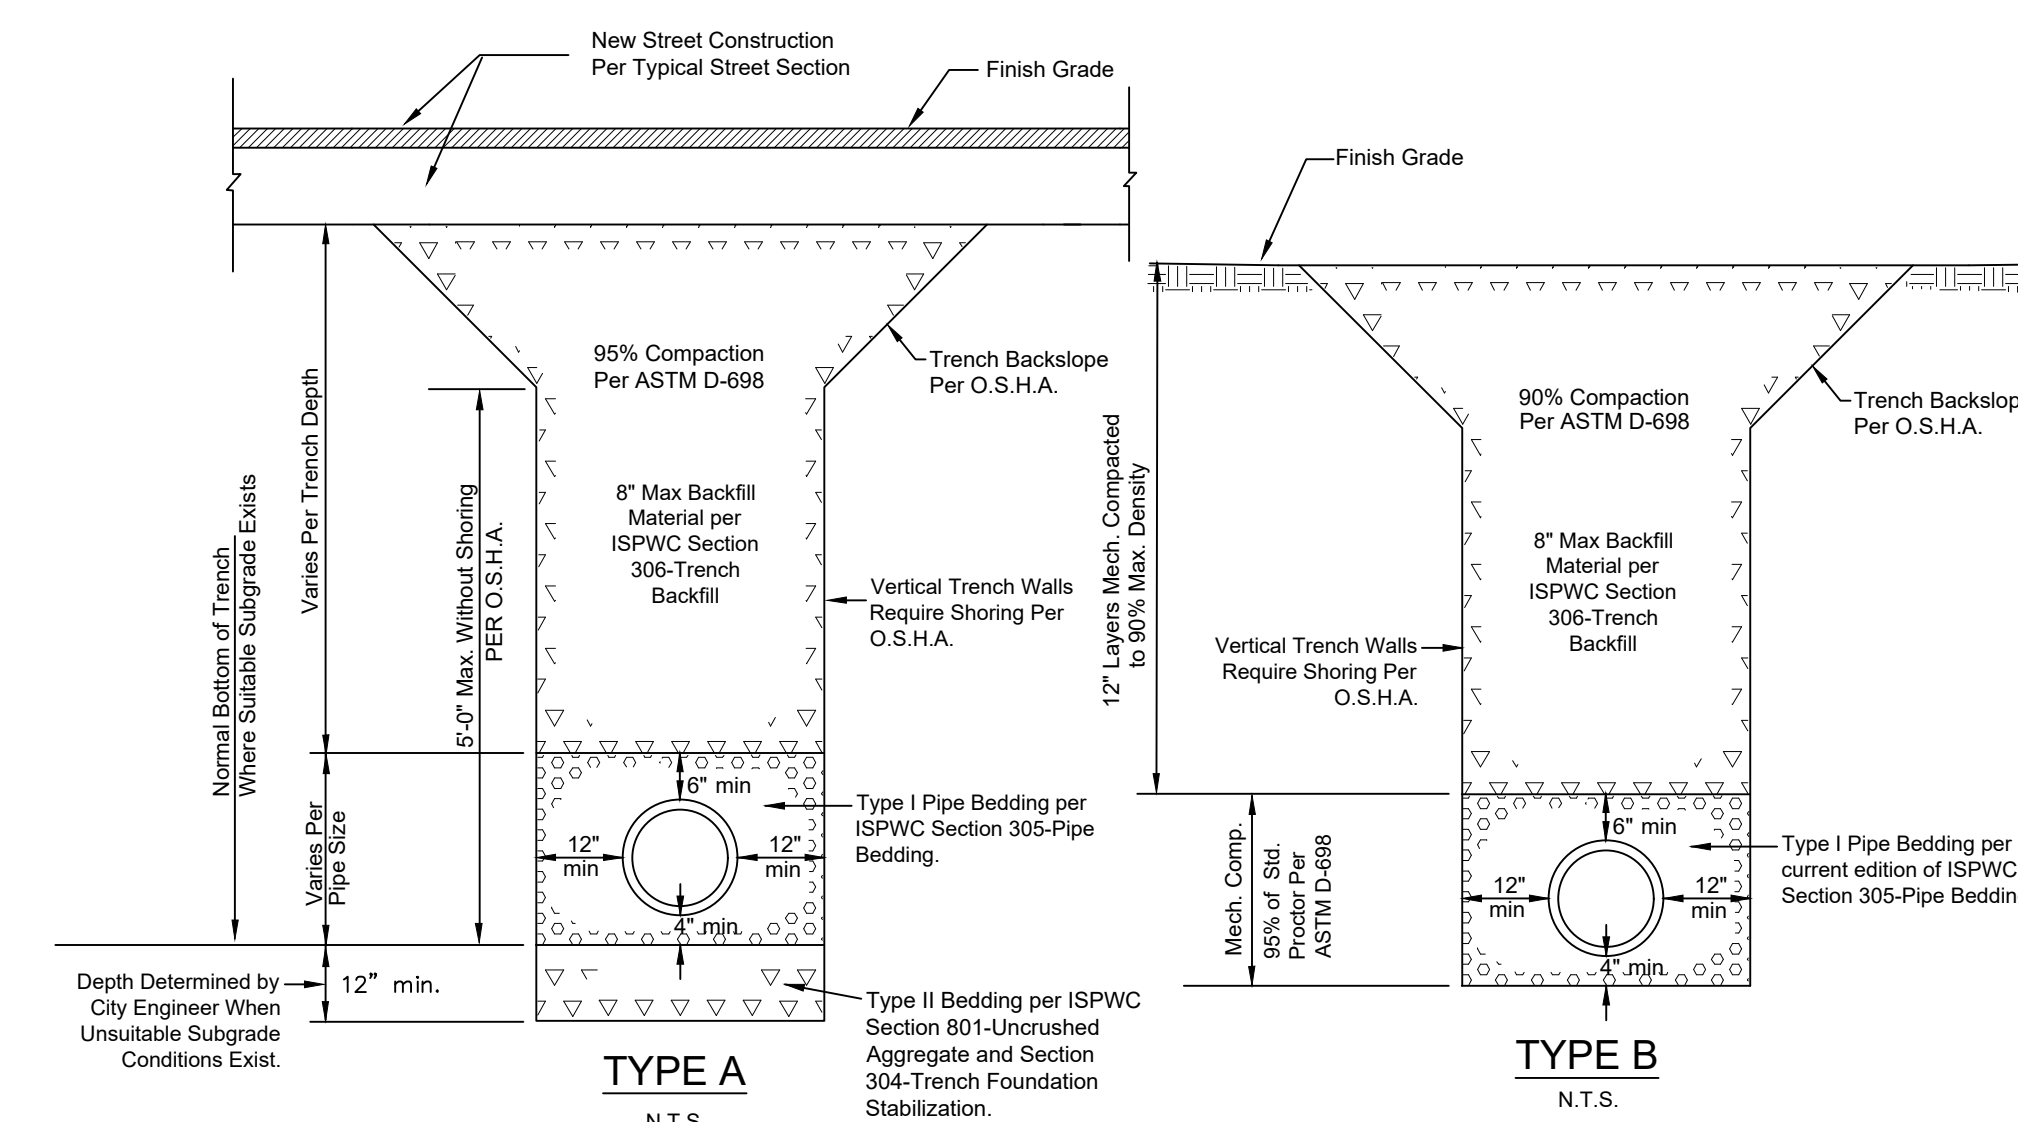 New Street Construction
Per Typical Street Section
Finish Grade
95% Compaction
Per ASTM D-698
Trench Backslope
Per O.S.H.A.
8" Max Backfill
Material per
ISPWC Section
306-Trench
Backfill
Vertical Trench Walls
Require Shoring Per
O.S.H.A.
Normal Bottom of Trench
Where Suitable Subgrade Exists
Varies Per Trench Depth
5'-0" Max. Without Shoring
PER O.S.H.A.
Varies Per
Pipe Size
6" min
12"
min
12"
min
4" min
Type I Pipe Bedding per
ISPWC Section 305-Pipe
Bedding.
Depth Determined by
City Engineer When
Unsuitable Subgrade
Conditions Exist.
12" min.
Type II Bedding per ISPWC
Section 801-Uncrushed
Aggregate and Section
304-Trench Foundation
Stabilization.
TYPE A
N.T.S.
Finish Grade
90% Compaction
Per ASTM D-698
Trench Backslop
Per O.S.H.A.
12" Layers Mech. Compacted
to 90% Max. Density
8" Max Backfill
Material per
ISPWC Section
306-Trench
Backfill
Vertical Trench Walls
Require Shoring Per
O.S.H.A.
Mech. Comp.
95% of Std.
Proctor Per
ASTM D-698
6" min
12"
min
12"
min
4" min
Type I Pipe Bedding per
current edition of ISPWC
Section 305-Pipe Beddin
TYPE B
N.T.S.